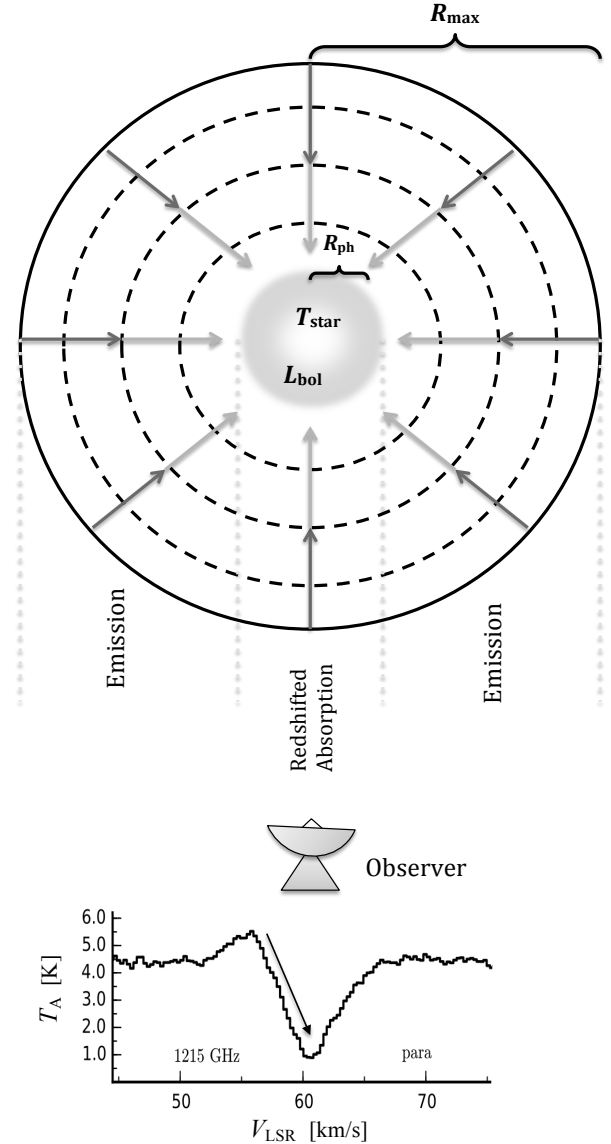 R_max
R_ph
T_star
L_bol
Emission
Redshifted
Absorption
Emission
Observer
6.0
5.0
4.0
3.0
2.0
1.0
T_A [K]
1215 GHz
para
50
60
70
V_LSR [km/s]